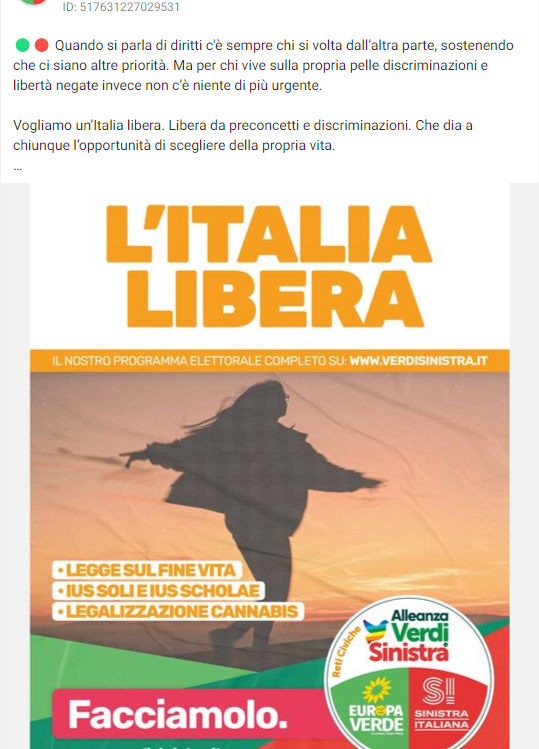 ID: 517631227029531
🟢🔴 Quando si parla di diritti c'è sempre chi si volta dall'altra parte, sostenendo
che ci siano altre priorità. Ma per chi vive sulla propria pelle discriminazioni e
libertà negate invece non c'è niente di più urgente.
Vogliamo un'Italia libera. Libera da preconcetti e discriminazioni. Che dia a
chiunque l'opportunità di scegliere della propria vita.
...
L'ITALIA
LIBERA
IL NOSTRO PROGRAMMA ELETTORALE COMPLETO SU: WWW.VERDISINISTRA.IT
• LEGGE SUL FINE VITA
• IUS SOLI E IUS SCHOLAE
• LEGALIZZAZIONE CANNABIS
Facciamolo.
Reti Civiche
Alleanza
Verdi
Sinistra
EUROPA
VERDE
SI
SINISTRA
ITALIANA